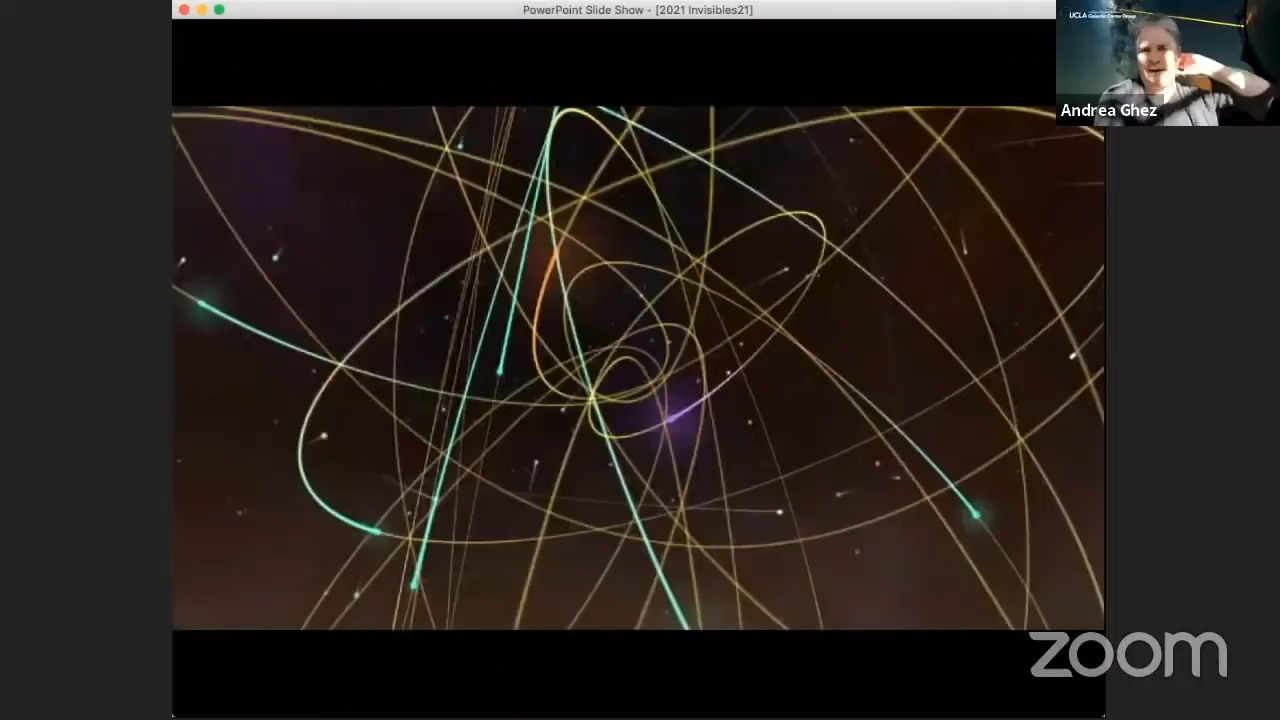 PowerPoint Slide Show - [2021 Invisibles21]
UCLA
Galactic Center Group
Andrea Ghez
zoom